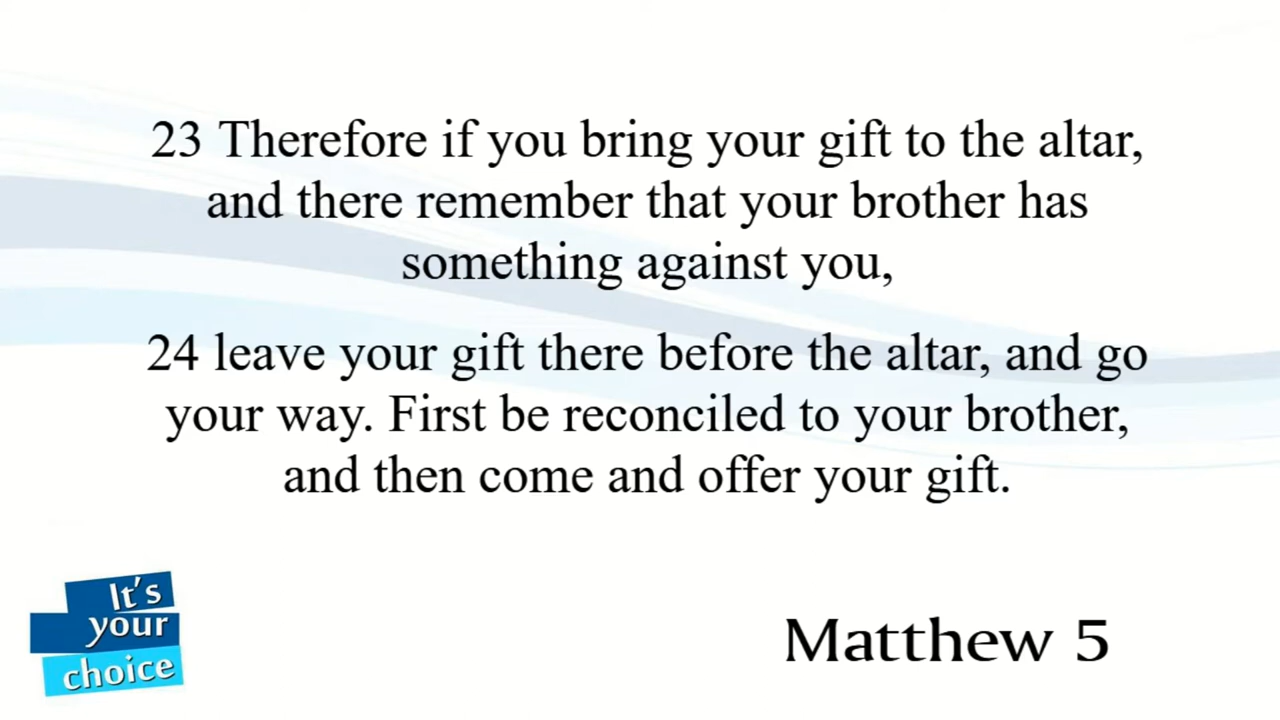 23 Therefore if you bring your gift to the altar,
and there remember that your brother has
something against you,
24 leave your gift there before the altar, and go
your way. First be reconciled to your brother,
and then come and offer your gift.
It's
your
choice
Matthew 5